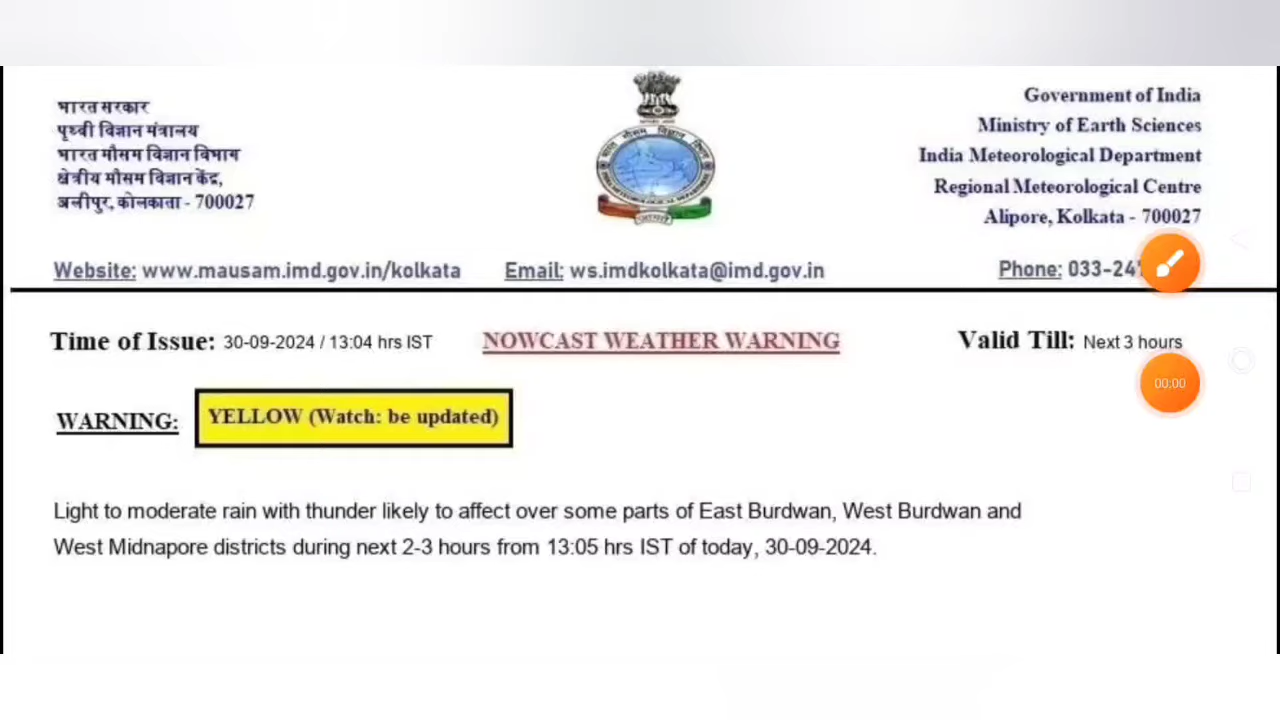 भारत सरकार
पृथ्वी विज्ञान मंत्रालय
भारत मौसम विज्ञान विभाग
क्षेत्रीय मौसम विज्ञान केंद्र,
अलीपुर, कोलकाता - 700027
Government of India
Ministry of Earth Sciences
India Meteorological Department
Regional Meteorological Centre
Alipore, Kolkata - 700027
Website: www.mausam.imd.gov.in/kolkata Email: ws.imdkolkata@imd.gov.in Phone: 033-24
Time of Issue: 30-09-2024 / 13:04 hrs IST NOWCAST WEATHER WARNING Valid Till: Next 3 hours
00:00
WARNING: YELLOW (Watch: be updated)
Light to moderate rain with thunder likely to affect over some parts of East Burdwan, West Burdwan and
West Midnapore districts during next 2-3 hours from 13:05 hrs IST of today, 30-09-2024.